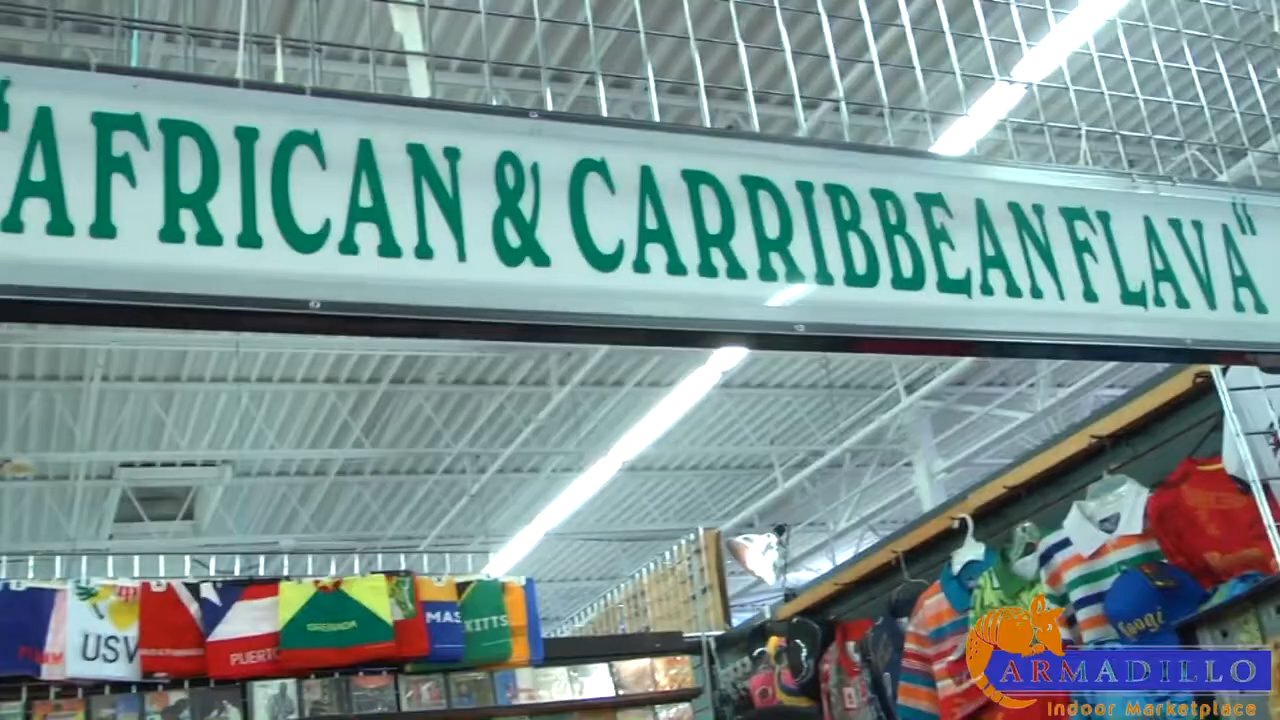 "AFRICAN & CARRIBBEAN FLAVA"
USV
PUERTO
GRENADA
MAS
KITTS
ARMADILLO
Indoor Marketplace